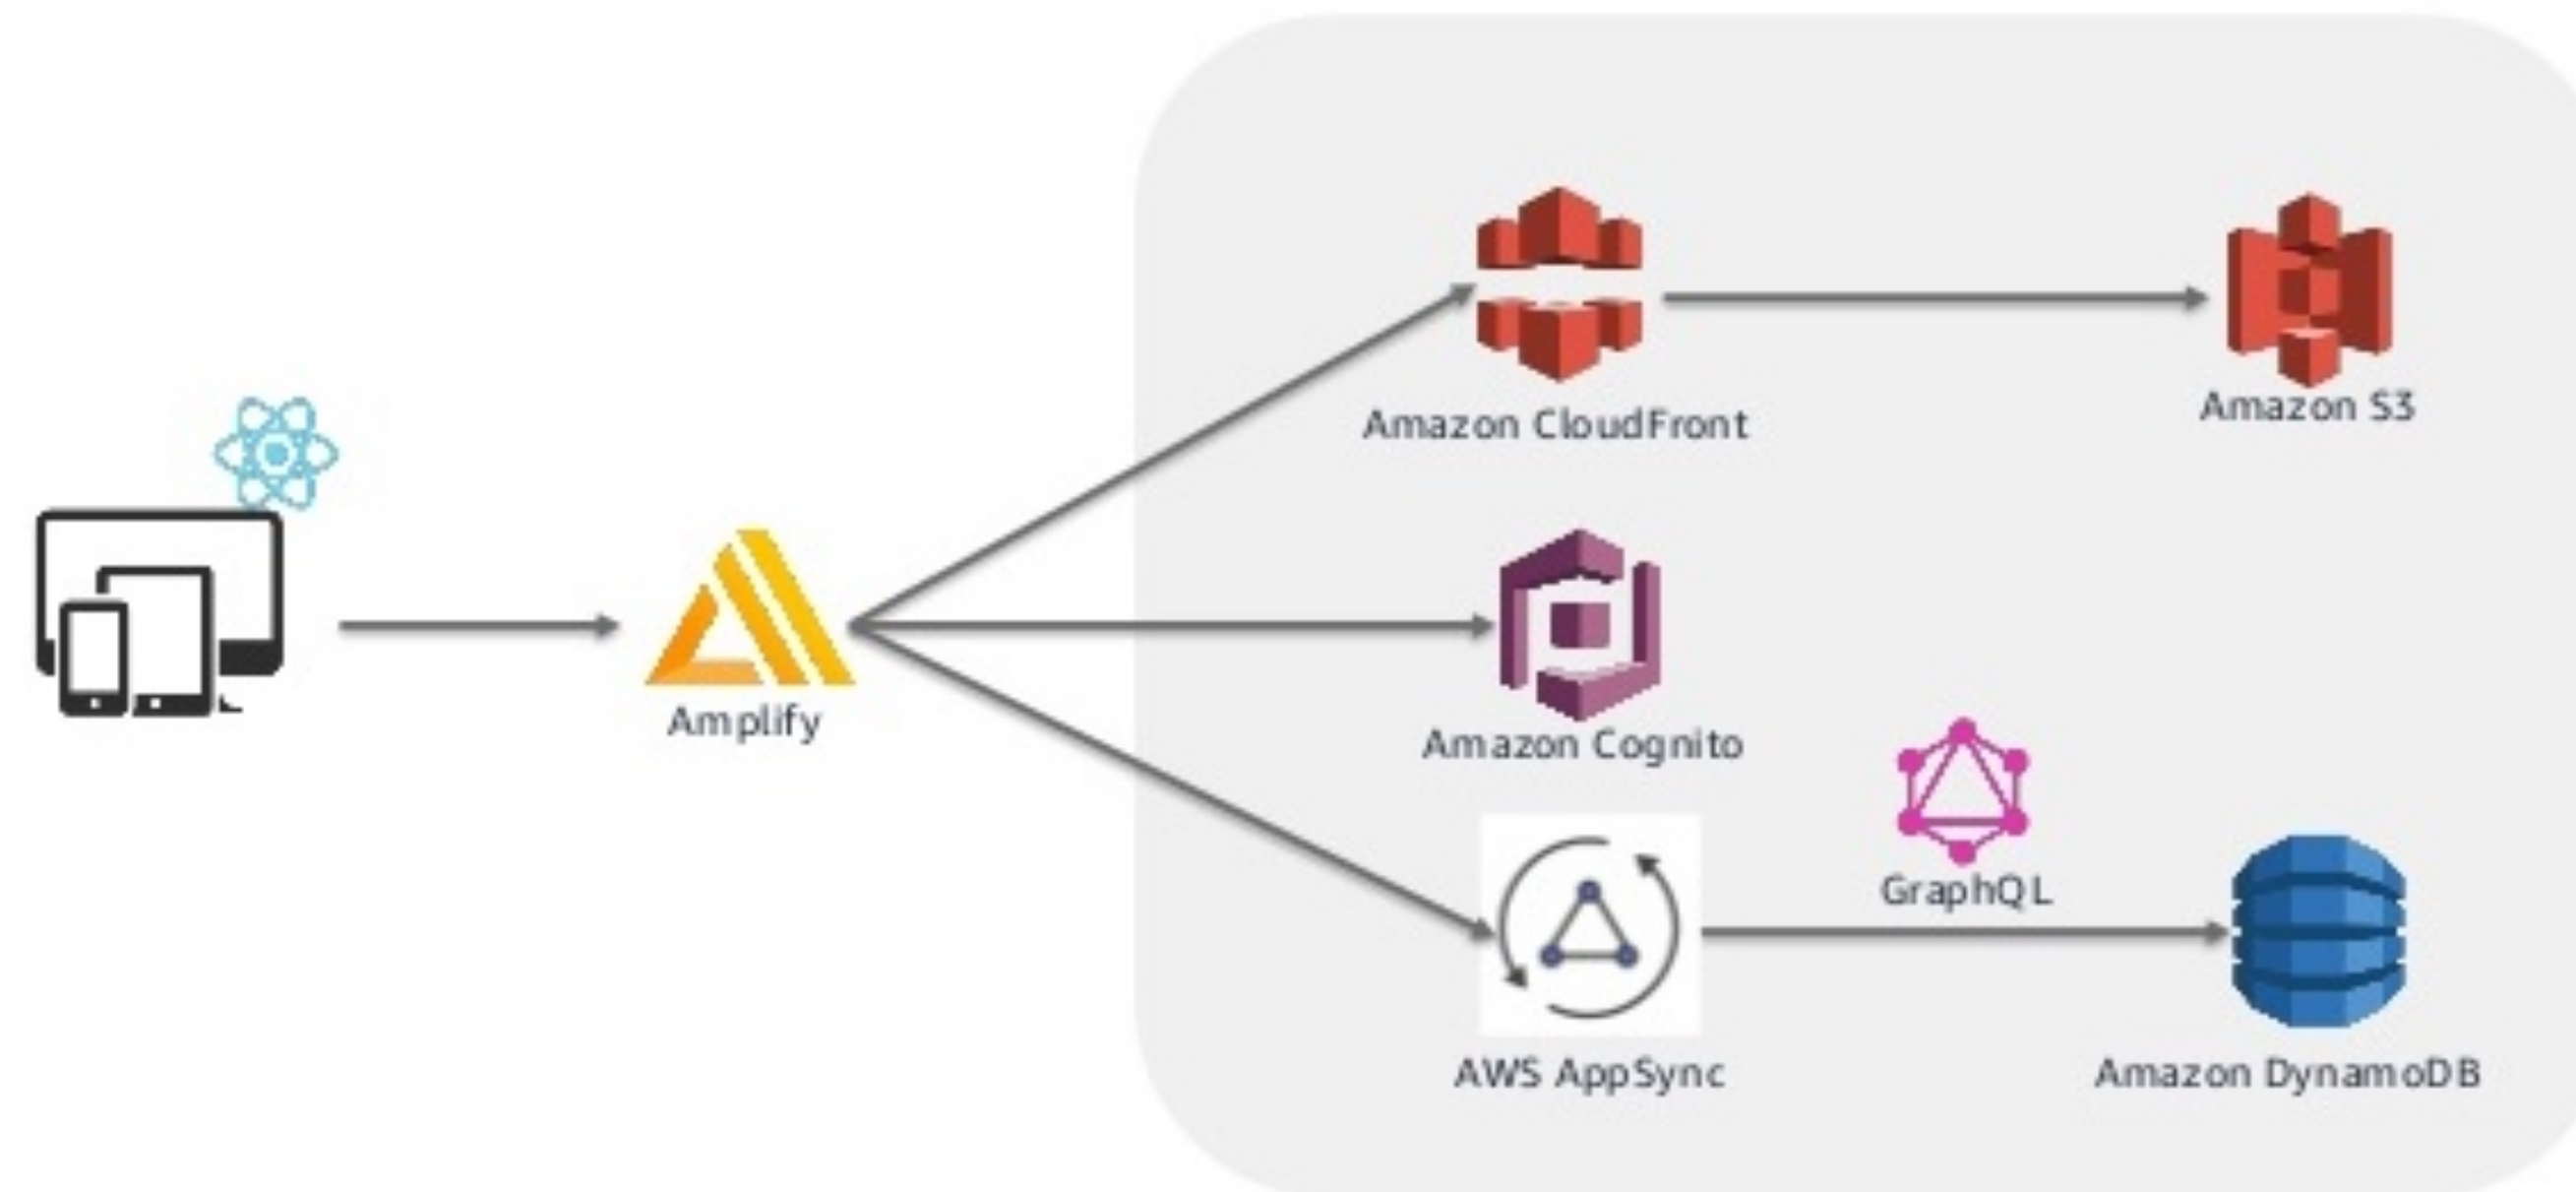 Amplify
Amazon CloudFront
Amazon S3
Amazon Cognito
GraphQL
AWS AppSync
Amazon DynamoDB